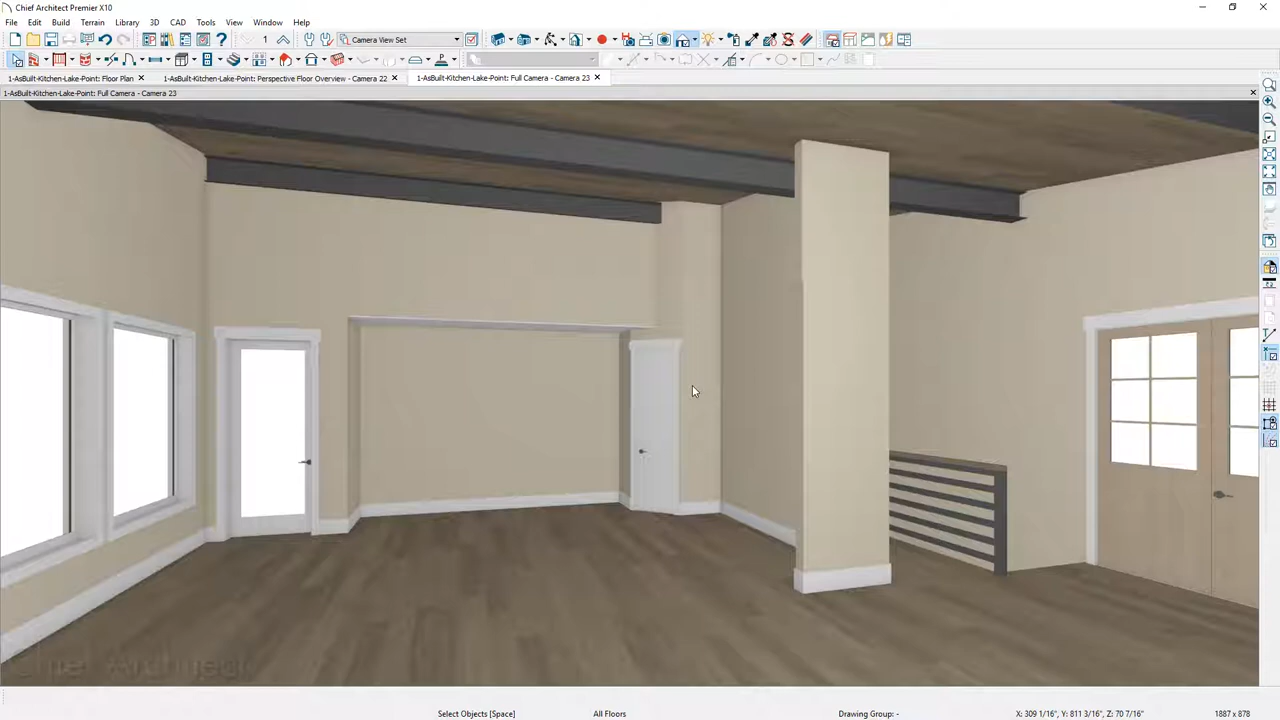 Chief Architect Premier X10
File Edit Build Terrain Library 3D CAD Tools View Window Help
1 Camera View Set
1-AsBuilt-Kitchen-Lake-Point: Floor Plan 1-AsBuilt-Kitchen-Lake-Point: Perspective Floor Overview - Camera 22 1-AsBuilt-Kitchen-Lake-Point: Full Camera - Camera 23
1-AsBuilt-Kitchen-Lake-Point: Full Camera - Camera 23
Chief Architect
Select Objects [Space] All Floors Drawing Group: - X: 309 1/16", Y: 811 3/16", Z: 70 7/16" 1887 x 878